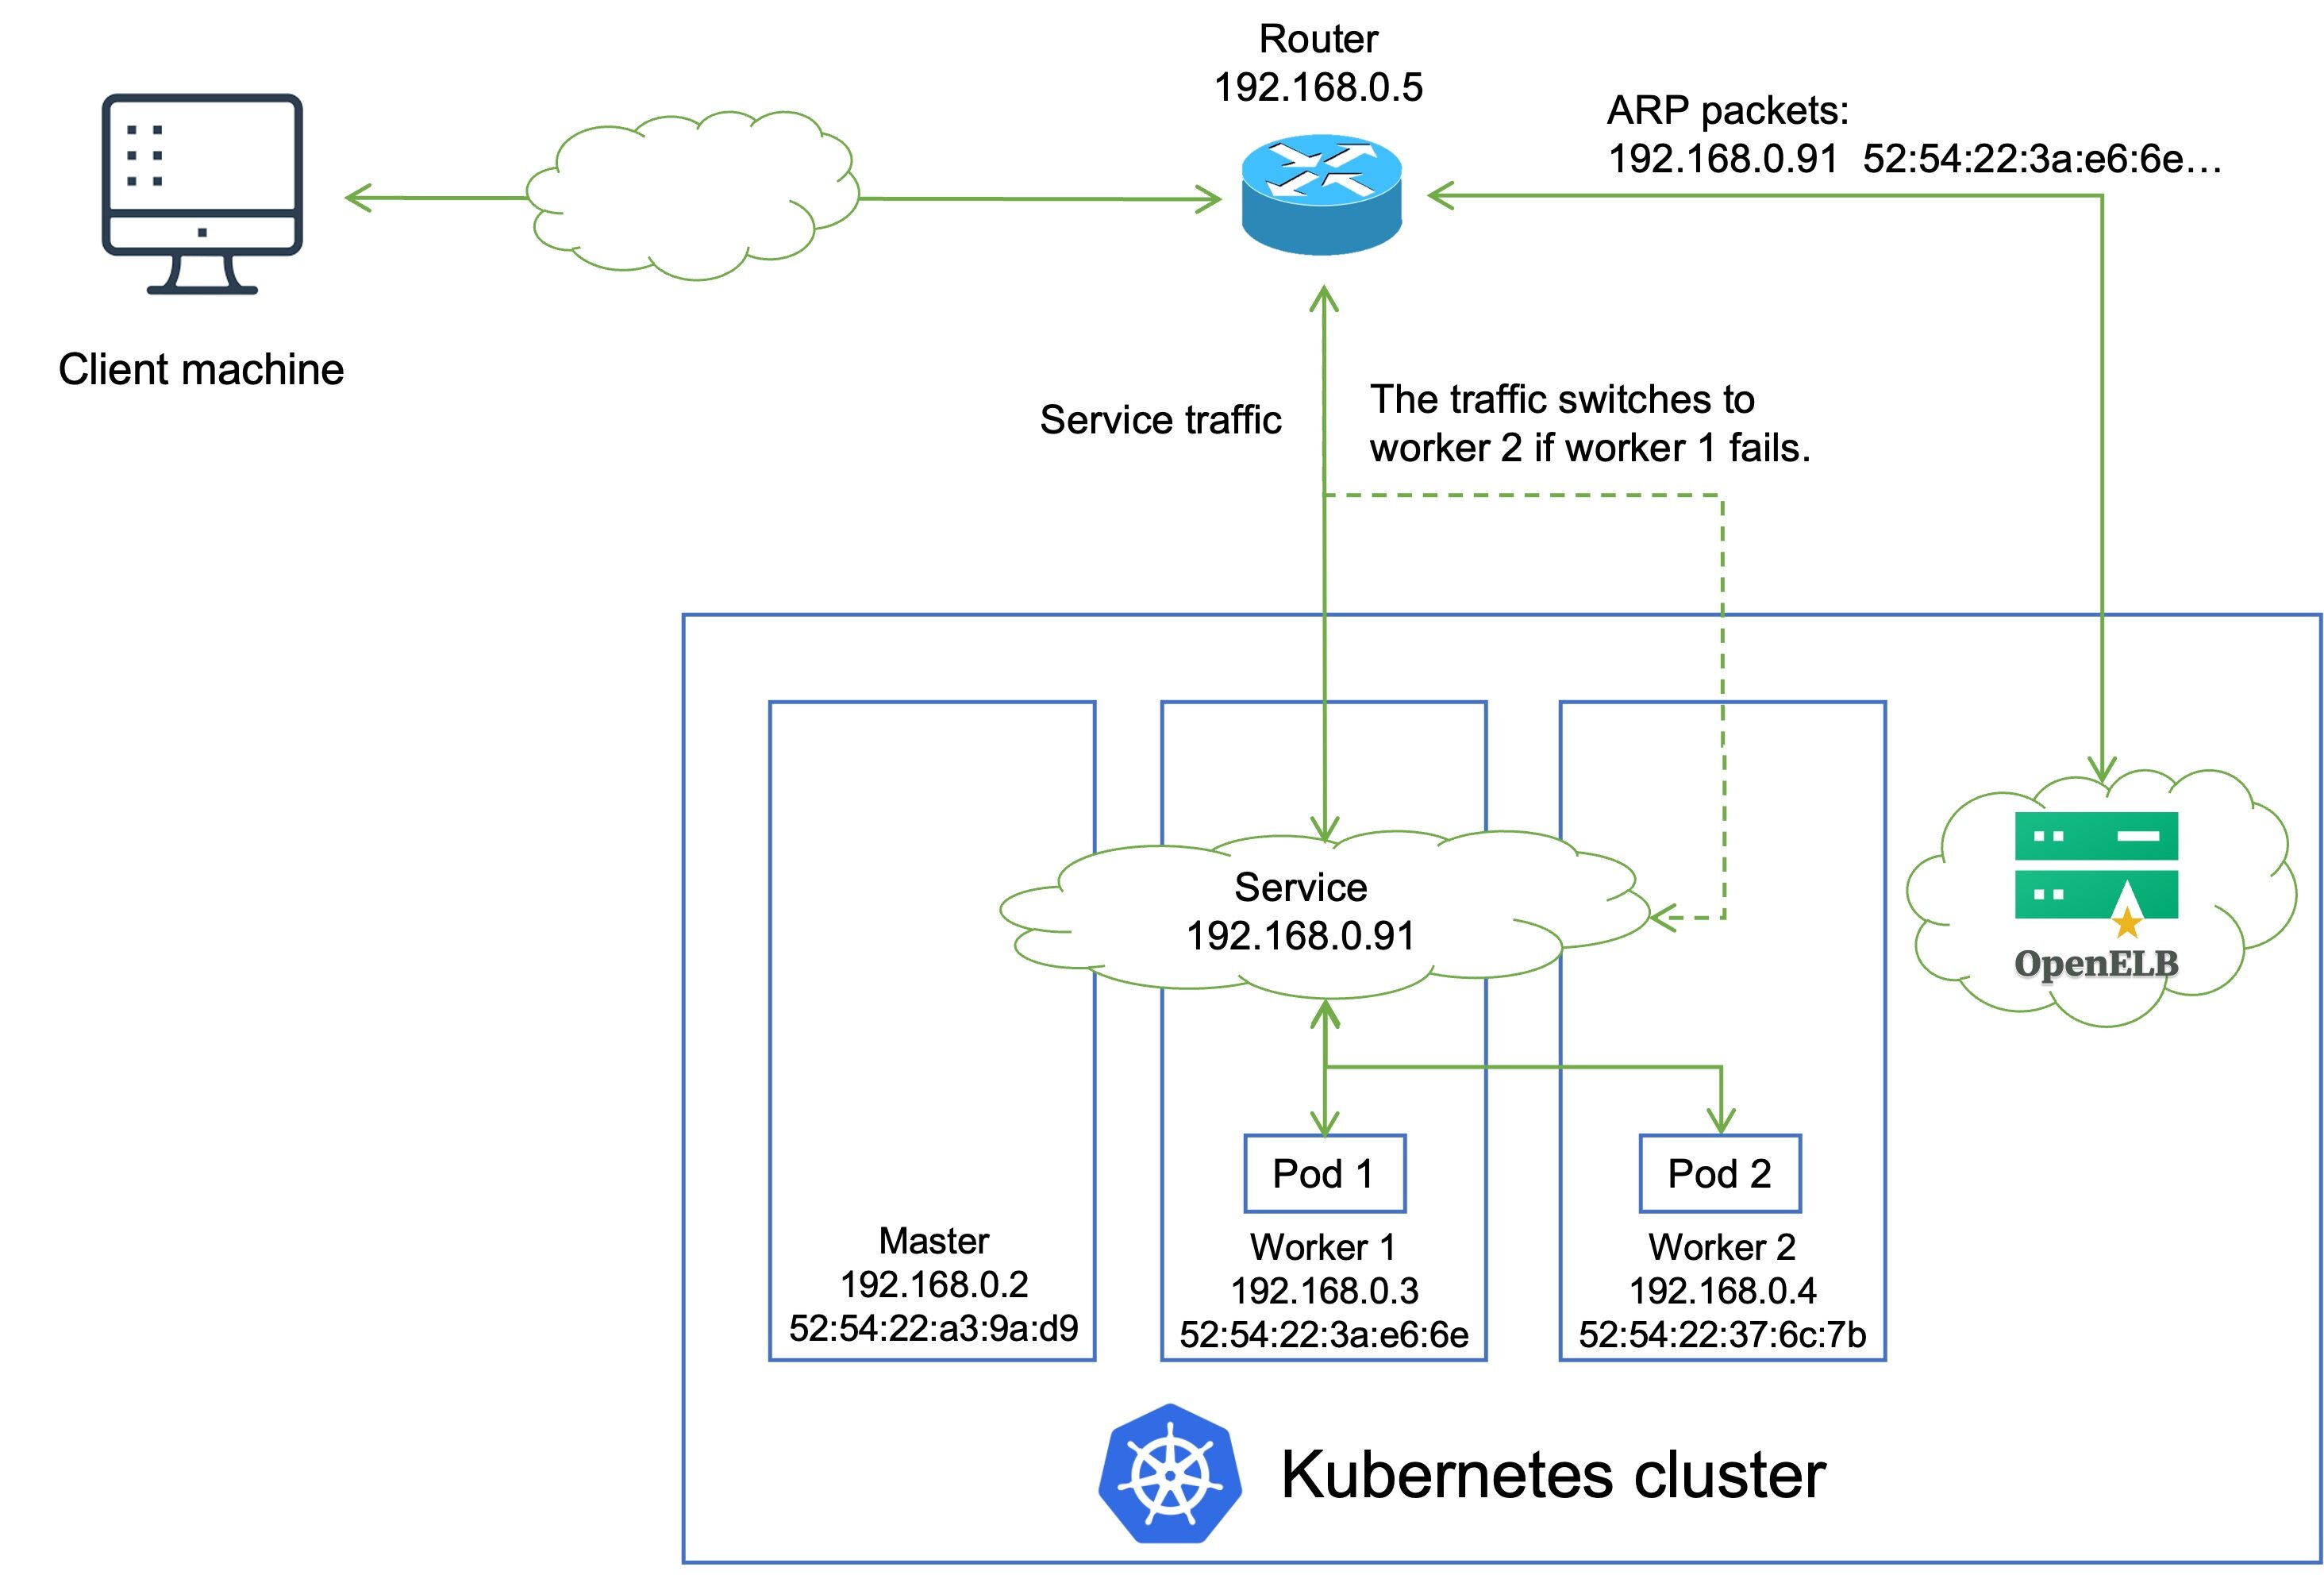 Router
192.168.0.5
ARP packets:
192.168.0.91  52:54:22:3a:e6:6e...
Client machine
Service traffic
The traffic switches to
worker 2 if worker 1 fails.
Service
192.168.0.91
OpenELB
Pod 1
Pod 2
Master
192.168.0.2
52:54:22:a3:9a:d9
Worker 1
192.168.0.3
52:54:22:3a:e6:6e
Worker 2
192.168.0.4
52:54:22:37:6c:7b
Kubernetes cluster